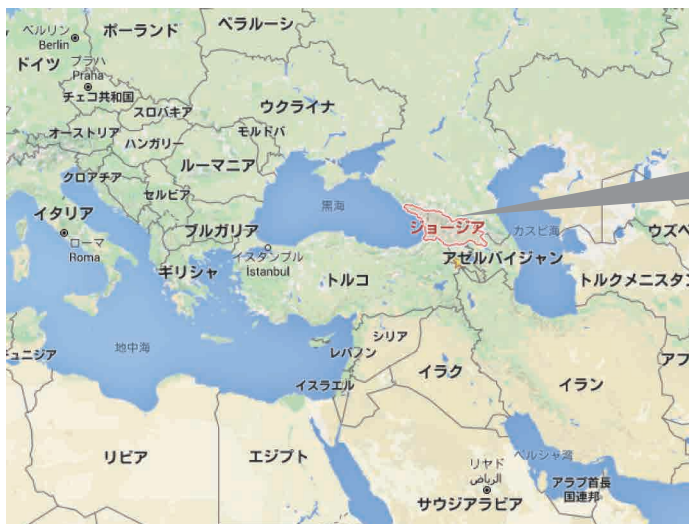 ベルリン
Berlin
ポーランド
ベラルーシ
ドイツ
プラハ
Praha
チェコ共和国
スロバキア
ウクライナ
オーストリア
ハンガリー
モルドバ
ルーマニア
クロアチア
セルビア
イタリア
ローマ
Roma
ブルガリア
黒海
ジョージア
カスピ海
ウズベ
イスタンブル
İstanbul
アゼルバイジャン
ギリシャ
トルコ
トルクメニスタン
チュニジア
地中海
シリア
レバノン
イスラエル
イラク
イラン
アフ
リビア
エジプト
リヤド
الرياض
サウジアラビア
ペルシャ湾
アラブ首長
国連邦